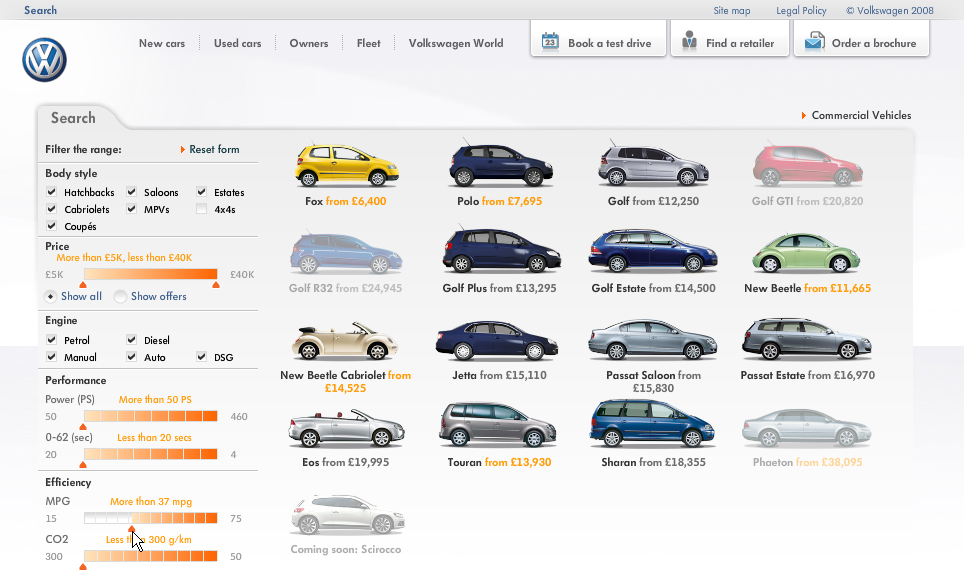 Search
Site map
Legal Policy
© Volkswagen 2008
New cars
Used cars
Owners
Fleet
Volkswagen World
23
Book a test drive
Find a retailer
Order a brochure
Search
Commercial Vehicles
Filter the range:
Reset form
Body style
Hatchbacks
Saloons
Estates
Cabriolets
MPVs
4x4s
Coupés
Price
More than £5K, less than £40K
£5K
£40K
Show all
Show offers
Engine
Petrol
Diesel
Manual
Auto
DSG
Performance
Power (PS)
More than 50 PS
50
460
0-62 (sec)
Less than 20 secs
20
4
Efficiency
MPG
More than 37 mpg
15
75
CO2
Less 300 g/km
300
50
Fox from £6,400
Polo from £7,695
Golf from £12,250
Golf GTI from £20,820
Golf R32 from £24,945
Golf Plus from £13,295
Golf Estate from £14,500
New Beetle from £11,665
New Beetle Cabriolet from
£14,525
Jetta from £15,110
Passat Saloon from
£15,830
Passat Estate from £16,970
Eos from £19,995
Touran from £13,930
Sharan from £18,355
Phaeton from £38,095
Coming soon: Scirocco